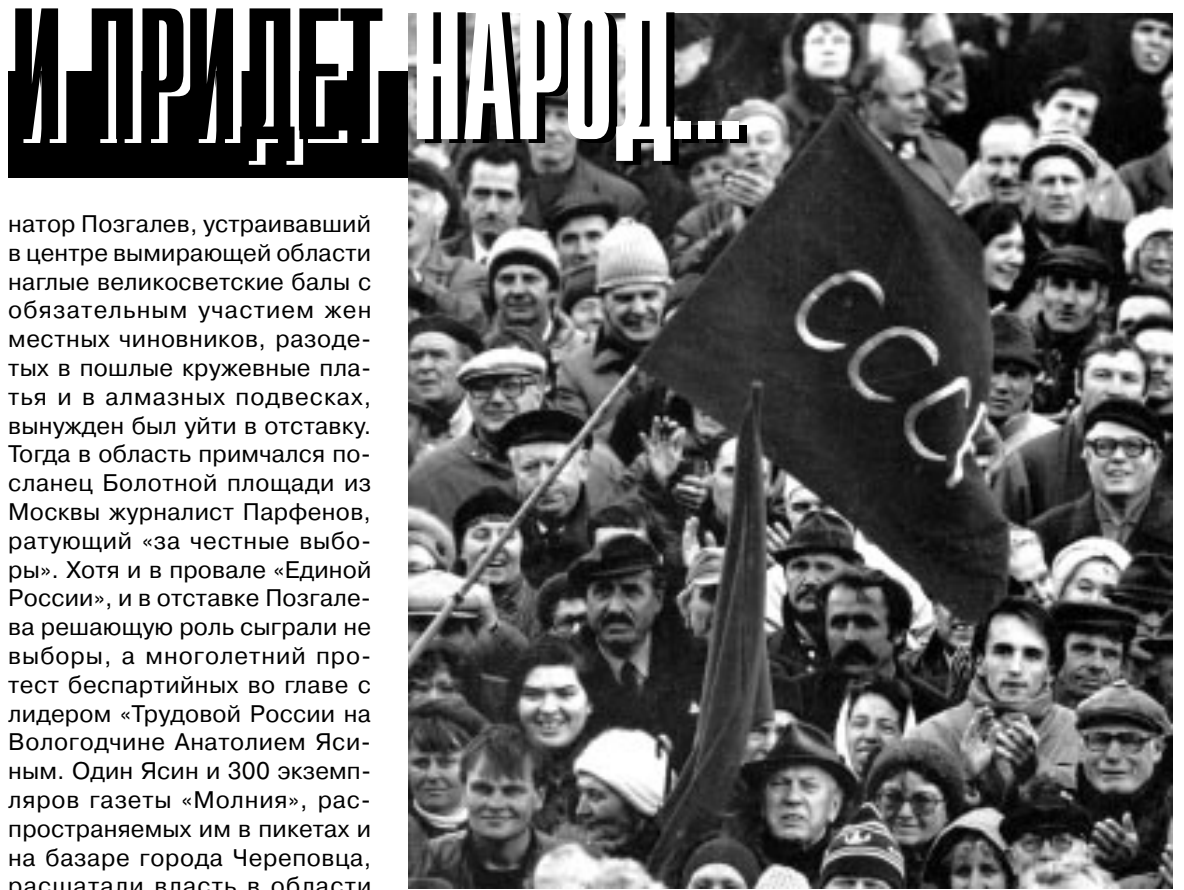 И ПРИДЕТ НАРОД...
натор Позгалев, устраивавший
в центре вымирающей области
наглые великосветские балы с
обязательным участием жен
местных чиновников, разоде-
тых в пошлые кружевные пла-
тья и в алмазных подвесках,
вынужден был уйти в отставку.
Тогда в область примчался по-
сланец Болотной площади из
Москвы журналист Парфенов,
ратующий «за честные выбо-
ры». Хотя и в провале «Единой
России», и в отставке Позгале-
ва решающую роль сыграли не
выборы, а многолетний про-
тест беспартийных во главе с
лидером «Трудовой России на
Вологодчине Анатолием Яси-
ным. Один Ясин и 300 экземп-
ляров газеты «Молния», рас-
пространяемых им в пикетах и
на базаре города Череповца,
расшатали власть в области
СССР